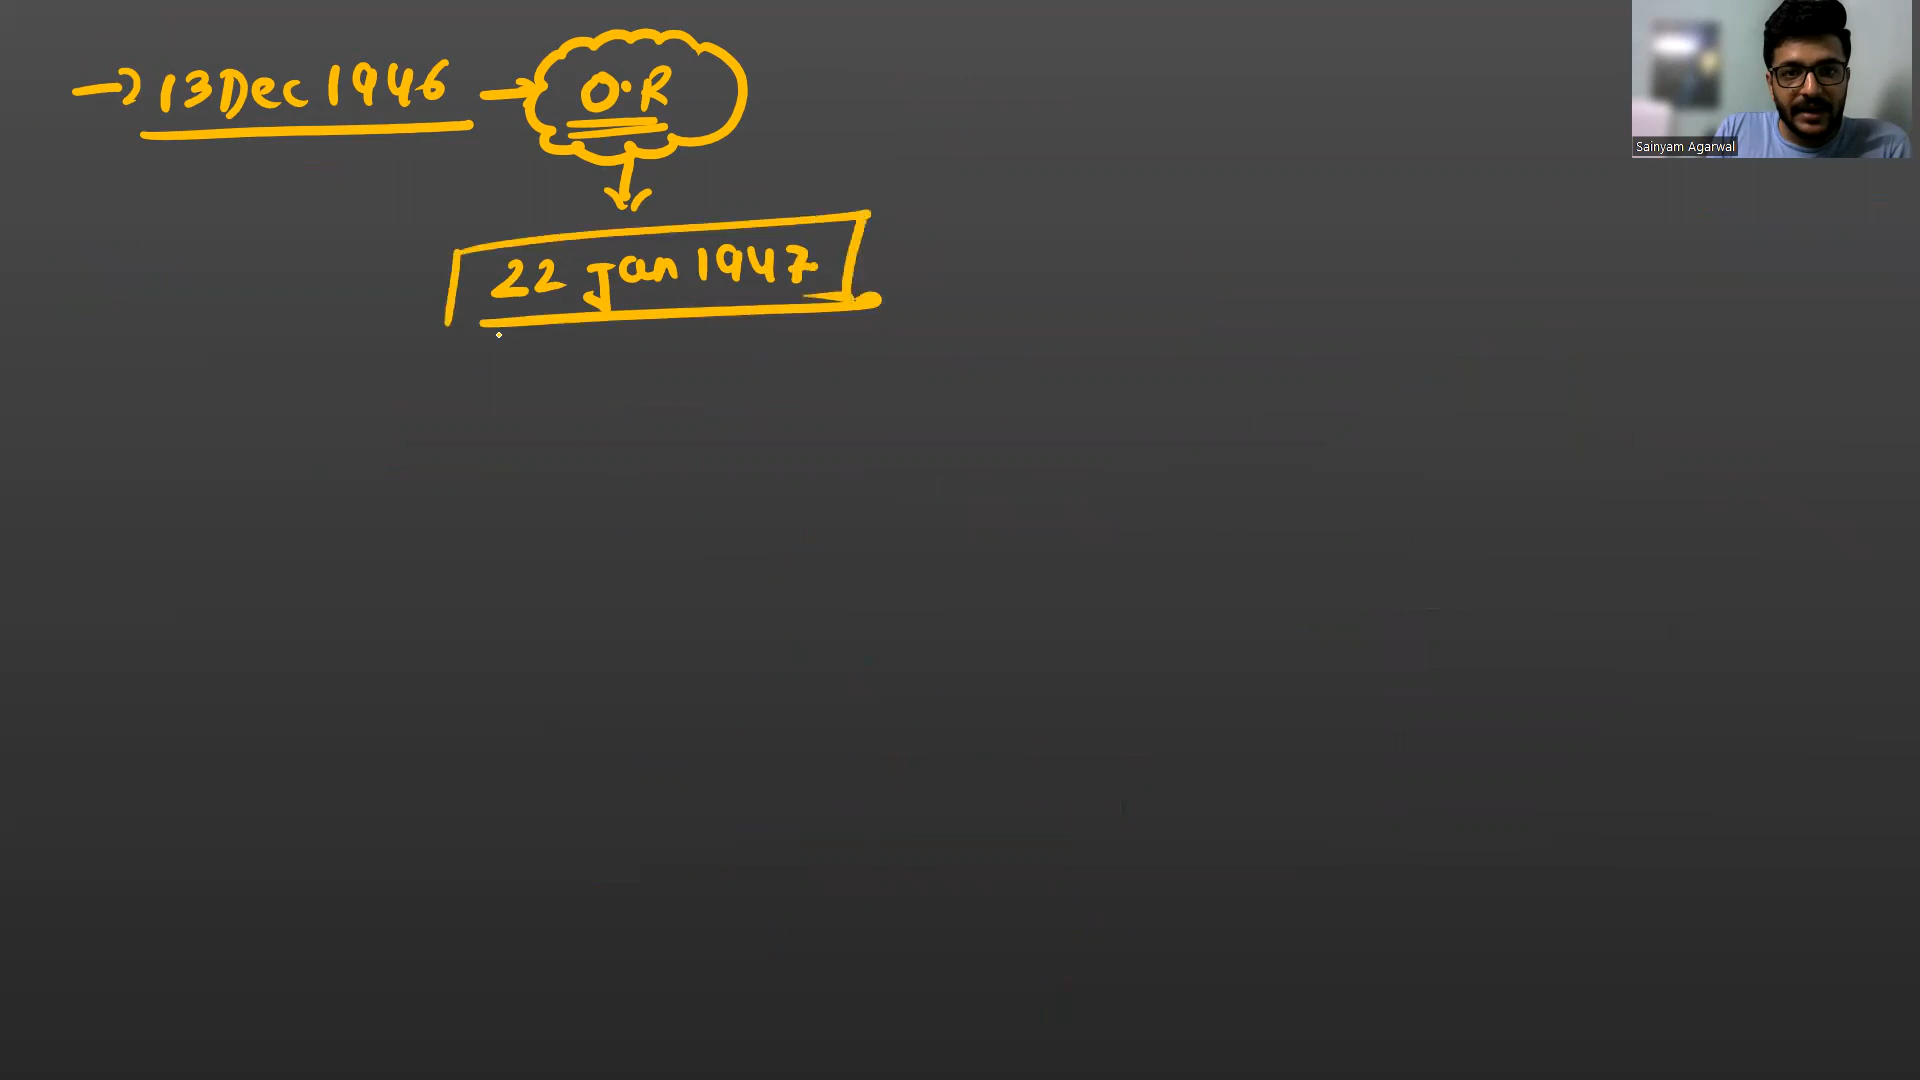 → 13 Dec 1946 → O.R
22 Jan 1947
Sainyam Agarwal